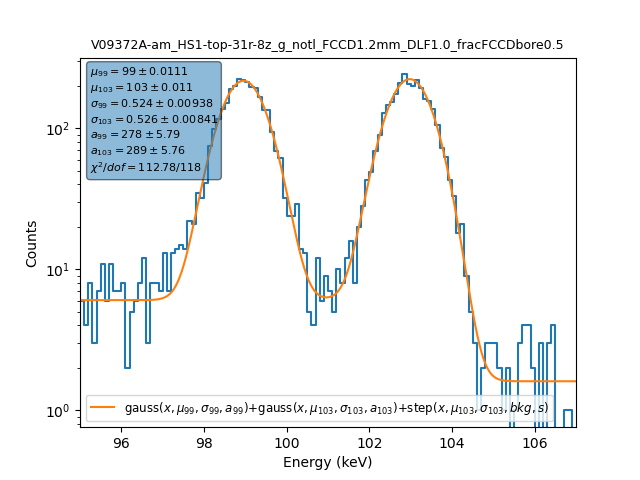 V09372A-am_HS1-top-31r-8z_g_notl_FCCD1.2mm_DLF1.0_fracFCCDbore0.5
μ₉₉ = 99 ± 0.0111
μ₁₀₃ = 103 ± 0.011
σ₉₉ = 0.524 ± 0.00938
σ₁₀₃ = 0.526 ± 0.00841
a₉₉ = 278 ± 5.79
a₁₀₃ = 289 ± 5.76
χ²/dof = 112.78/118
10²
10¹
10⁰
Counts
gauss(x, μ₉₉, σ₉₉, a₉₉)+gauss(x, μ₁₀₃, σ₁₀₃, a₁₀₃)+step(x, μ₁₀₃, σ₁₀₃, bkg, s)
96 98 100 102 104 106
Energy (keV)